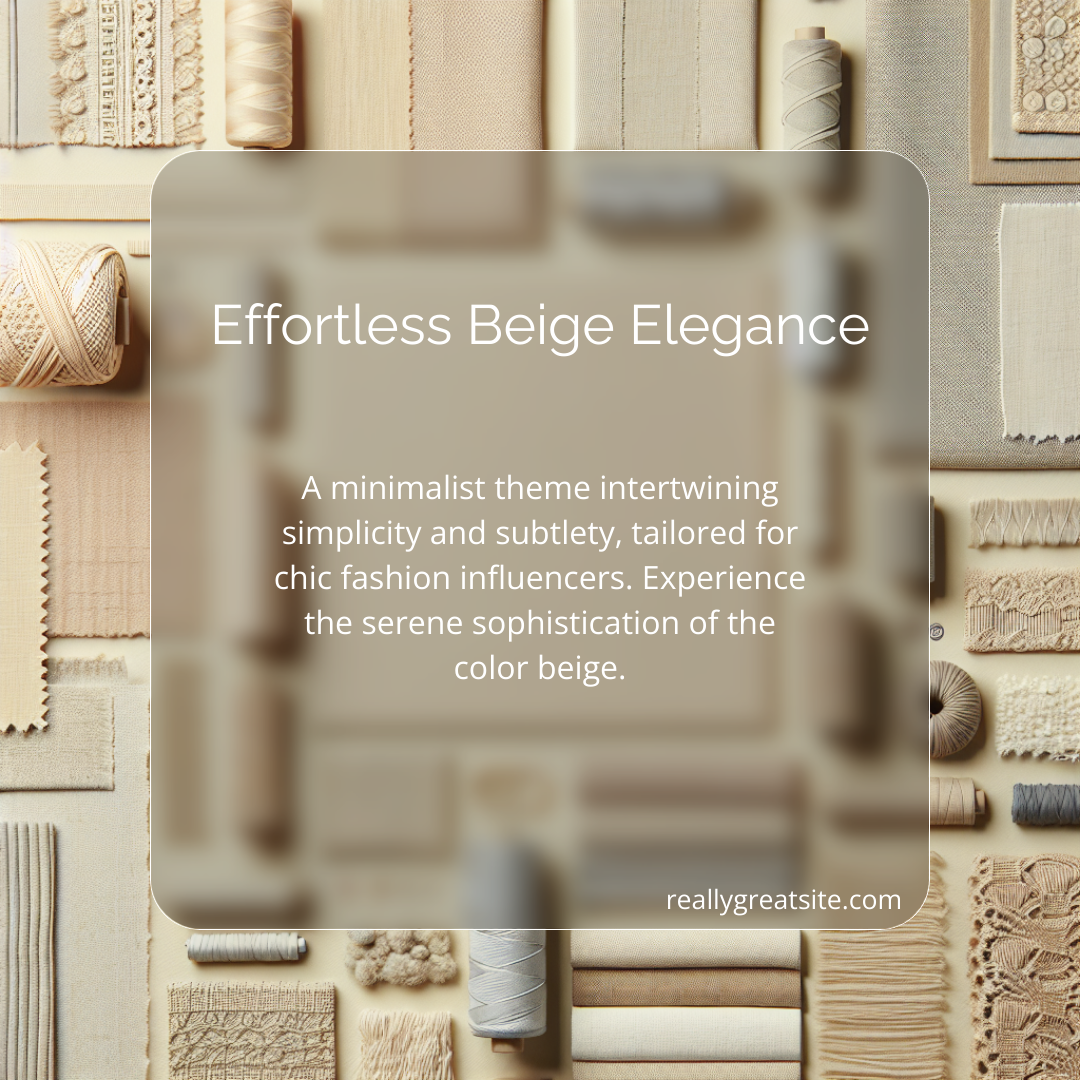 Effortless Beige Elegance
A minimalist theme intertwining
simplicity and subtlety, tailored for
chic fashion influencers. Experience
the serene sophistication of the
color beige.
reallygreatsite.com